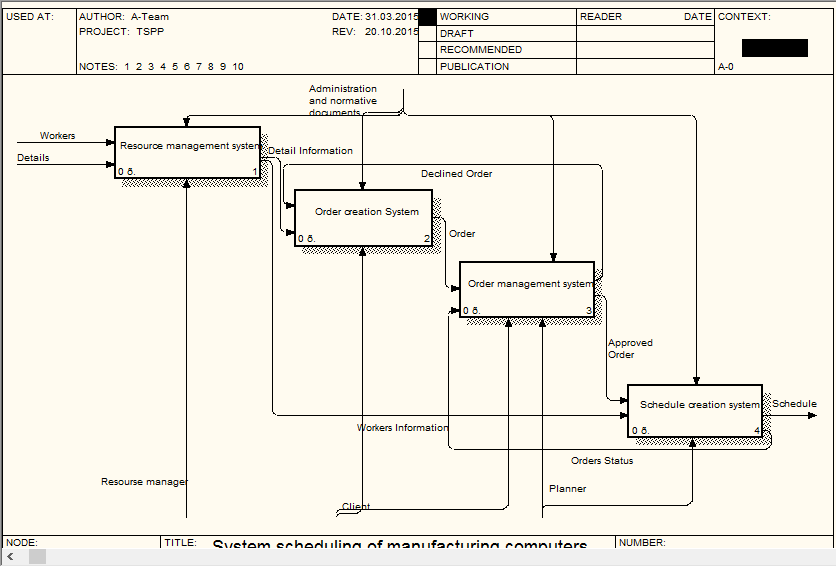 USED AT:
AUTHOR: A-Team
DATE: 31.03.2015
WORKING
READER
DATE
CONTEXT:
PROJECT: TSPP
REV: 20.10.2015
DRAFT
RECOMMENDED
NOTES: 1 2 3 4 5 6 7 8 9 10
PUBLICATION
A-0
Administration
and normative
documents
Workers
Details
Resource management system
0 ð.
1
Detail Information
Declined Order
Order creation System
0 ð.
2
Order
Order management system
0 ð.
3
Approved
Order
Schedule creation system
0 ð.
4
Schedule
Workers Information
Orders Status
Resourse manager
Client
Planner
NODE:
TITLE:
System scheduling of manufacturing computers
NUMBER: